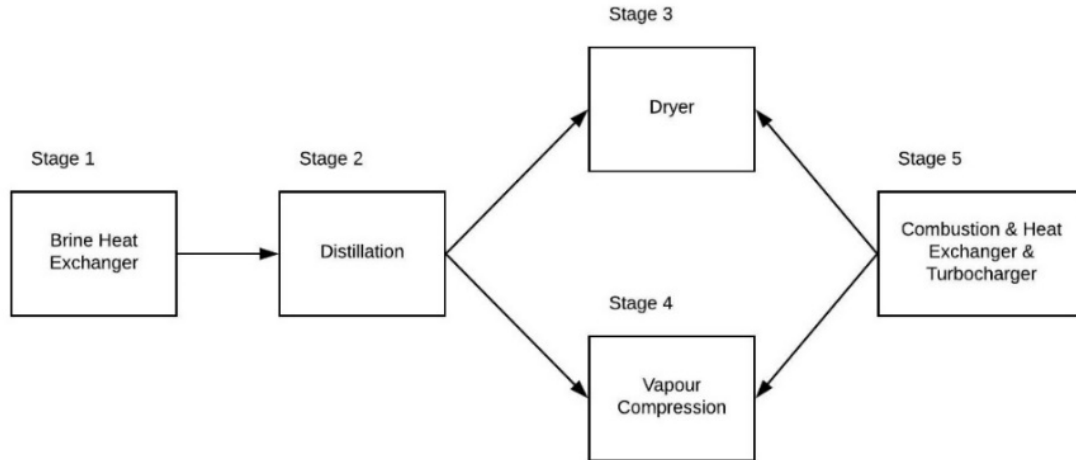 Stage 1
Brine Heat
Exchanger
Stage 2
Distillation
Stage 3
Dryer
Stage 4
Vapour
Compression
Stage 5
Combustion & Heat
Exchanger &
Turbocharger